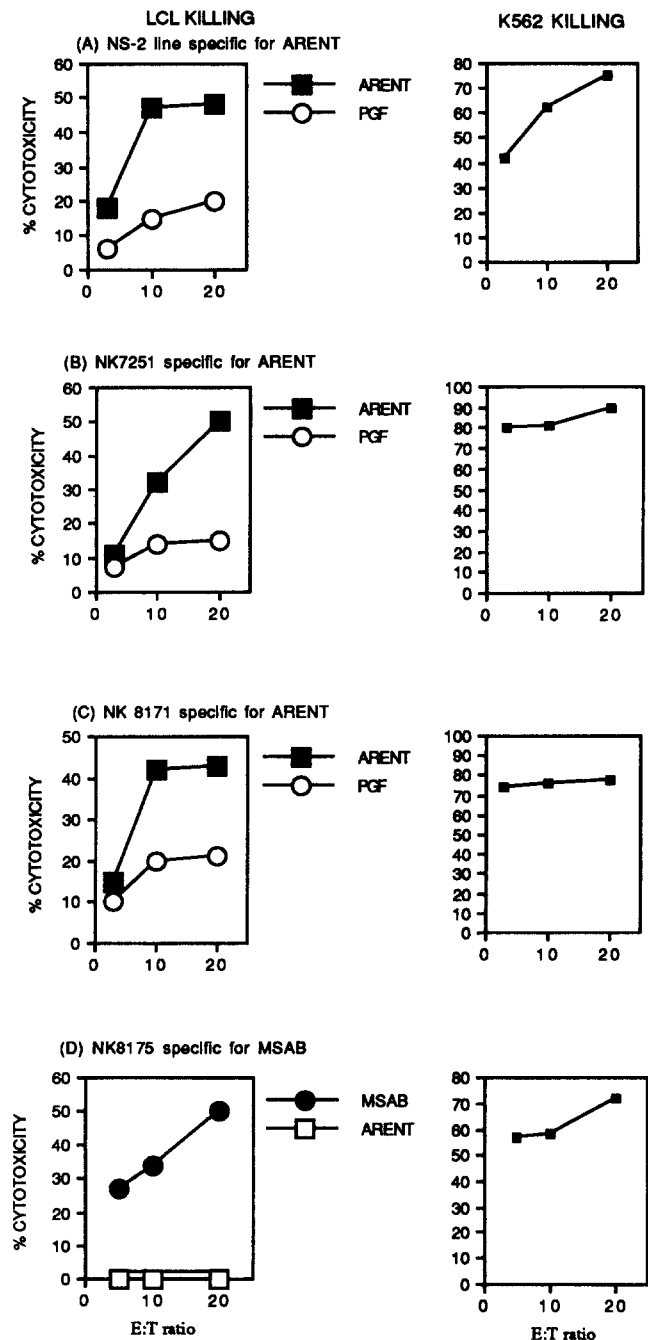 LCL KILLING
K562 KILLING
(A) NS-2 line specific for ARENT
% CYTOTOXICITY
60
50
40
30
20
10
0
0 10 20
ARENT
PGF
80
70
60
50
40
30
20
10
0
0 10 20
(B) NK7251 specific for ARENT
% CYTOTOXICITY
60
50
40
30
20
10
0
0 10 20
ARENT
PGF
100
90
80
70
60
50
40
30
20
10
0
0 10 20
(C) NK 8171 specific for ARENT
% CYTOTOXICITY
50
40
30
20
10
0
0 10 20
ARENT
PGF
100
90
80
70
60
50
40
30
20
10
0
0 10 20
(D) NK8175 specific for MSAB
% CYTOTOXICITY
60
50
40
30
20
10
0
0 10 20
E:T ratio
MSAB
ARENT
80
70
60
50
40
30
20
10
0
0 10 20
E:T ratio